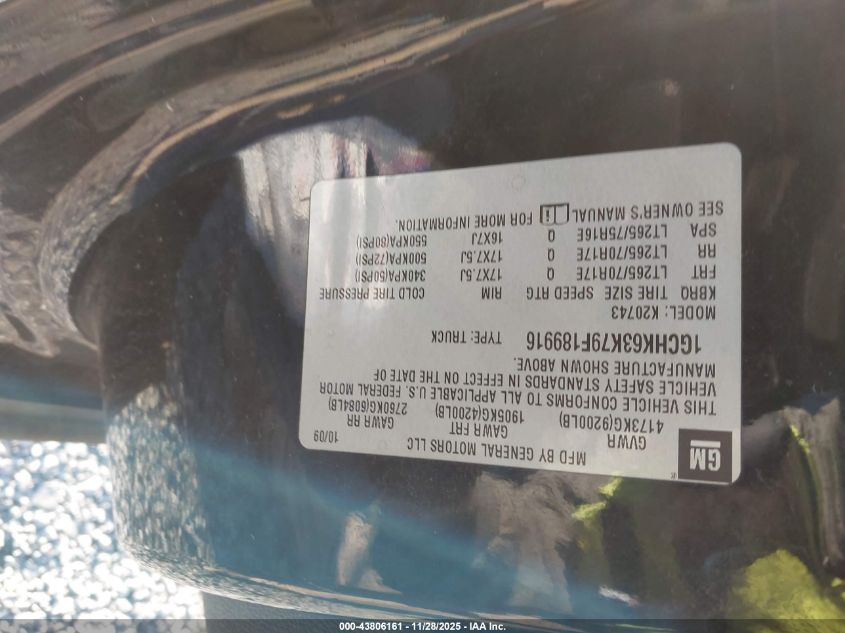 GM
MFD BY GENERAL MOTORS LLC
10/09
GVWR GAWR FRT GAWR RR
4173KG(9200LB) 1905KG(4200LB) 2760KG(6084LB)
THIS VEHICLE CONFORMS TO ALL APPLICABLE U.S. FEDERAL MOTOR
VEHICLE SAFETY STANDARDS IN EFFECT ON THE DATE OF
MANUFACTURE SHOWN ABOVE.
1GCHK63K79F189916 TYPE: TRUCK
MODEL: K20743
KBRQ TIRE SIZE SPEED RTG RIM COLD TIRE PRESSURE
FRT LT265/70R17E Q 17X7.5J 340KPA(50PSI)
RR LT265/70R17E Q 17X7.5J 500KPA(72PSI)
SPA LT265/75R16E Q 16X7J 550KPA(80PSI)
SEE OWNER'S MANUAL i FOR MORE INFORMATION.
000-43806161 - 11/28/2025 - IAA Inc.